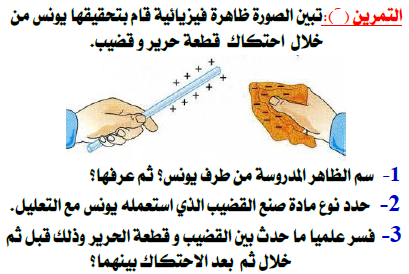 التمرين (-): تبين الصورة ظاهرة فيزيائية قام بتحقيقها يونس من
خلال احتكاك قطعة حرير و قضيب.
1- سم الظاهر المدروسة من طرف يونس؟ ثم عرفها؟
2- حدد نوع مادة صنع القضيب الذي استعمله يونس مع التعليل.
3- فسر علميا ما حدث بين القضيب و قطعة الحرير وذلك قبل ثم
خلال ثم بعد الاحتكاك بينهما؟